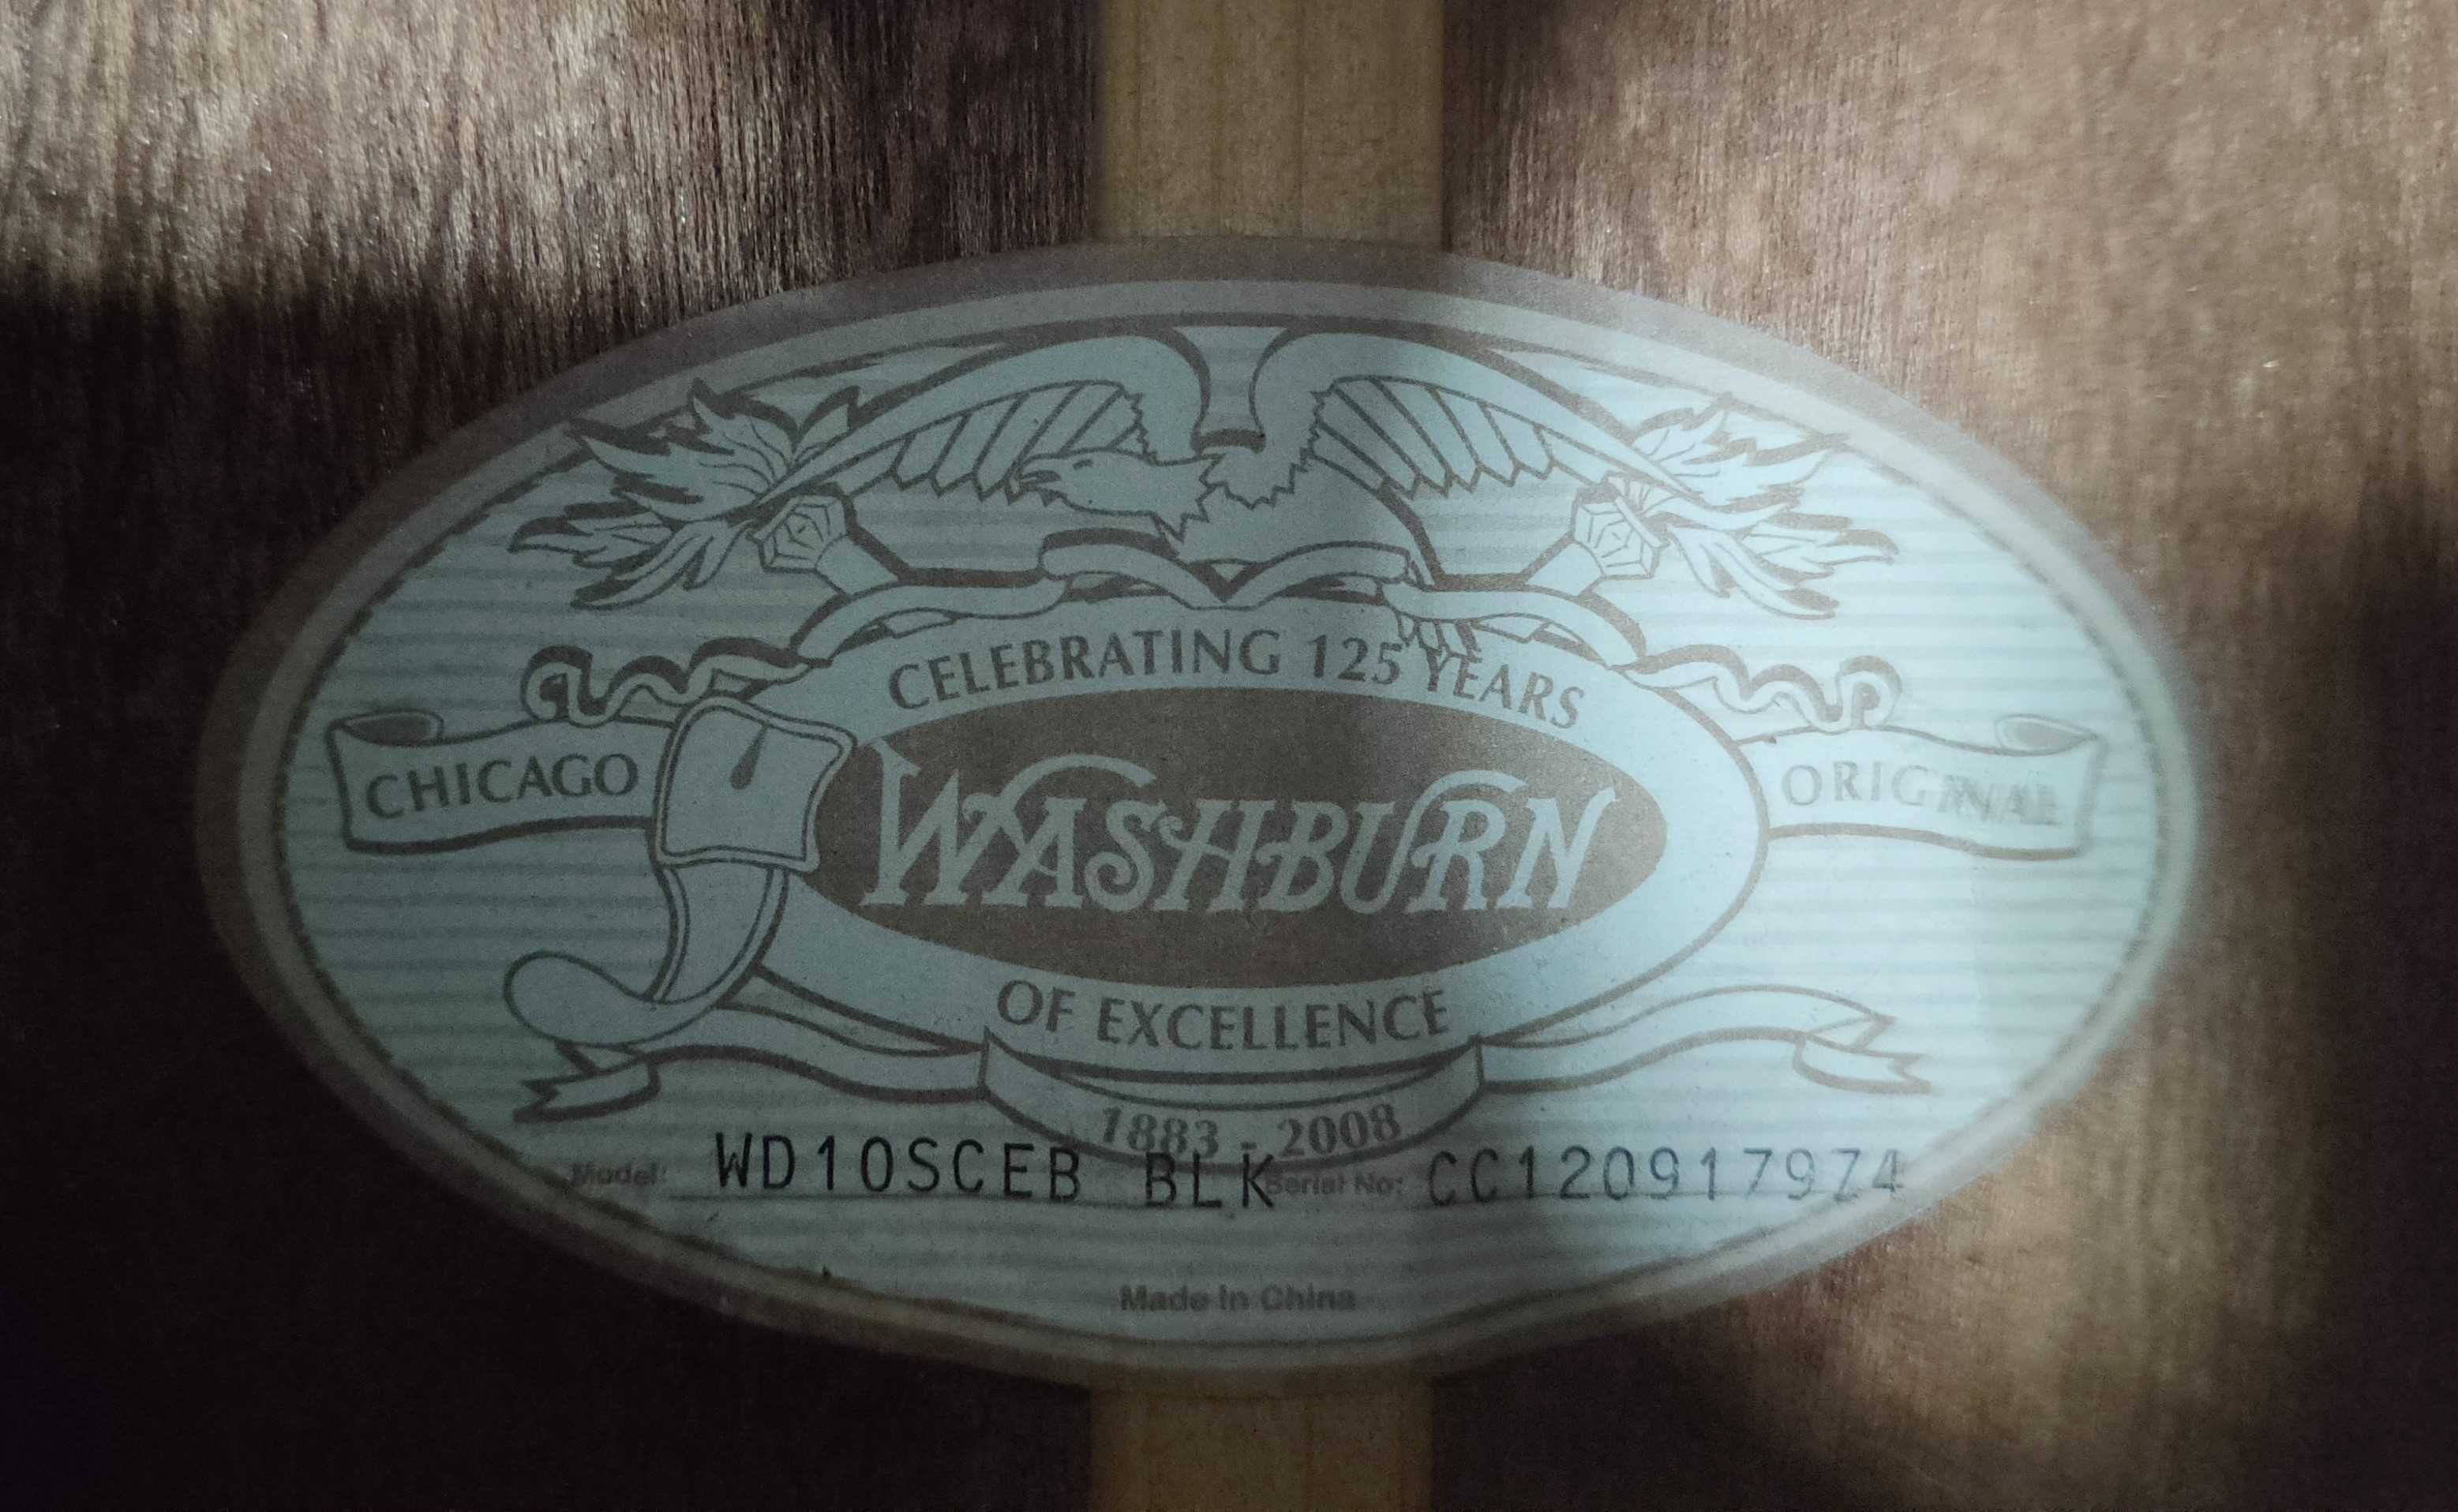 CELEBRATING 125 YEARS
CHICAGO
WASHBURN
ORIGINAL
OF EXCELLENCE
1883 - 2008
Model: WD10SCEB BLK Serial No: CC120917974
Made In China